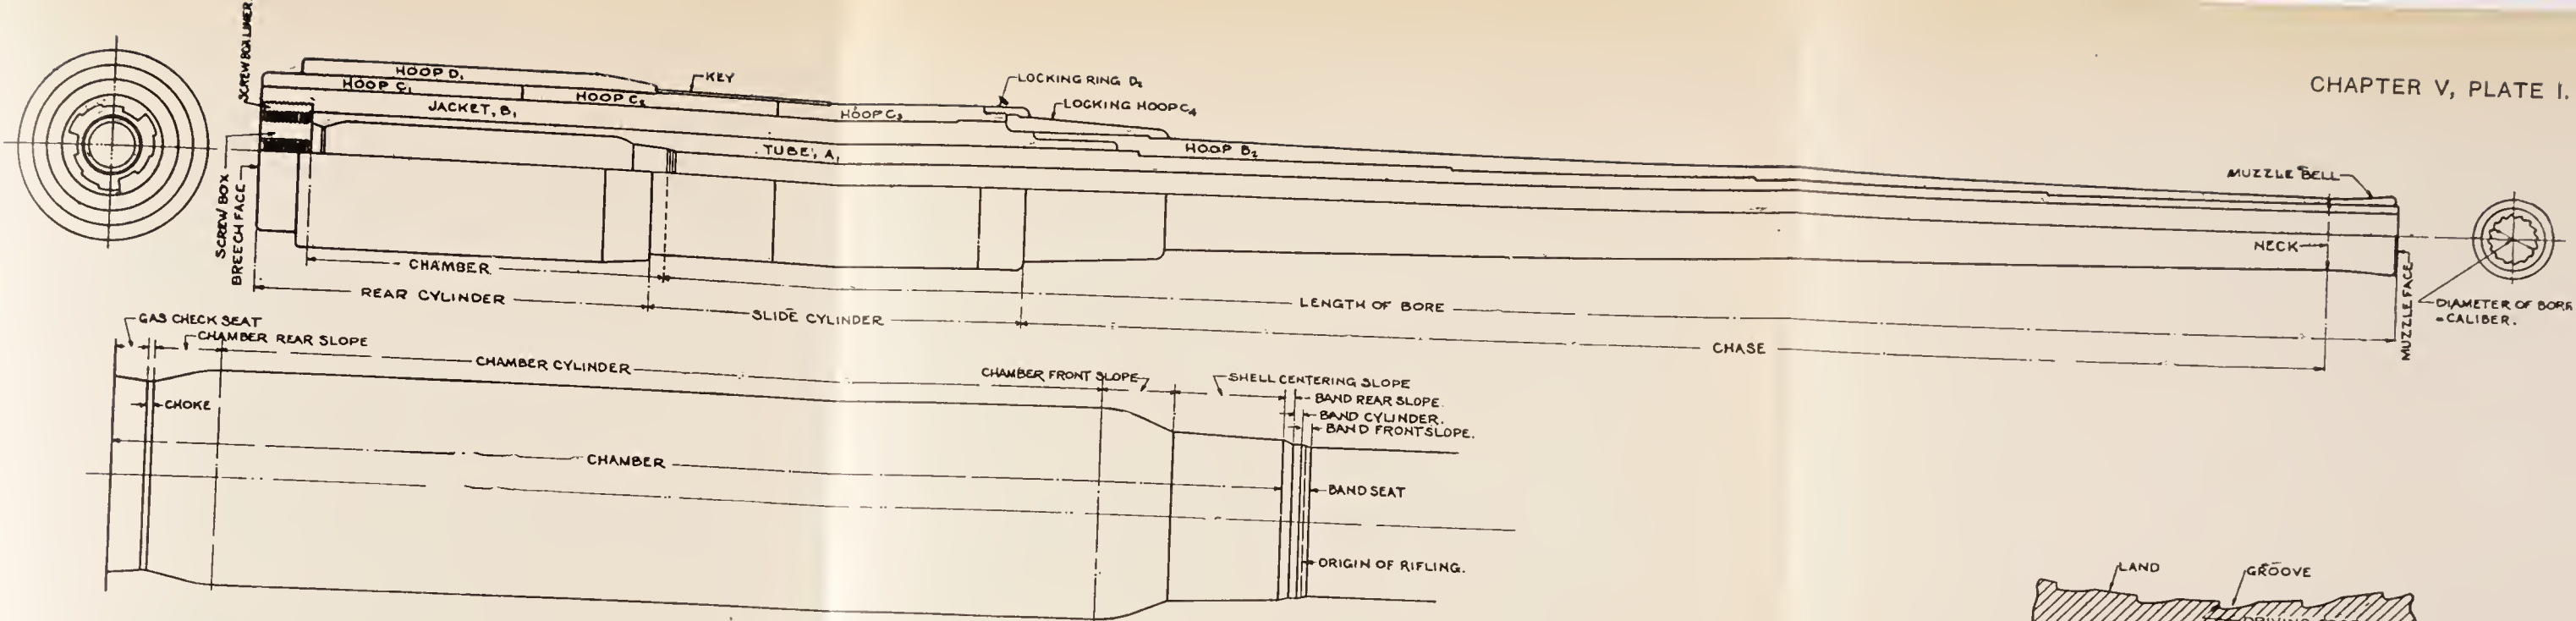 CHAPTER V, PLATE I.
SCREW BOX LINER
HOOP D₁
KEY
HOOP C₁
HOOP C₂
LOCKING RING D₂
LOCKING HOOP C₄
JACKET, B₁
HOOP C₃
TUBE, A₁
HOOP B₂
MUZZLE BELL
SCREW BOX
BREECH FACE
NECK
MUZZLE FACE
CHAMBER
REAR CYLINDER
LENGTH OF BORE
DIAMETER OF BORE
= CALIBER.
SLIDE CYLINDER
CHASE
GAS CHECK SEAT
CHAMBER REAR SLOPE
CHAMBER CYLINDER
CHAMBER FRONT SLOPE
SHELL CENTERING SLOPE
BAND REAR SLOPE.
CHOKE
BAND CYLINDER.
BAND FRONT SLOPE.
CHAMBER
BAND SEAT
ORIGIN OF RIFLING.
LAND
GROOVE